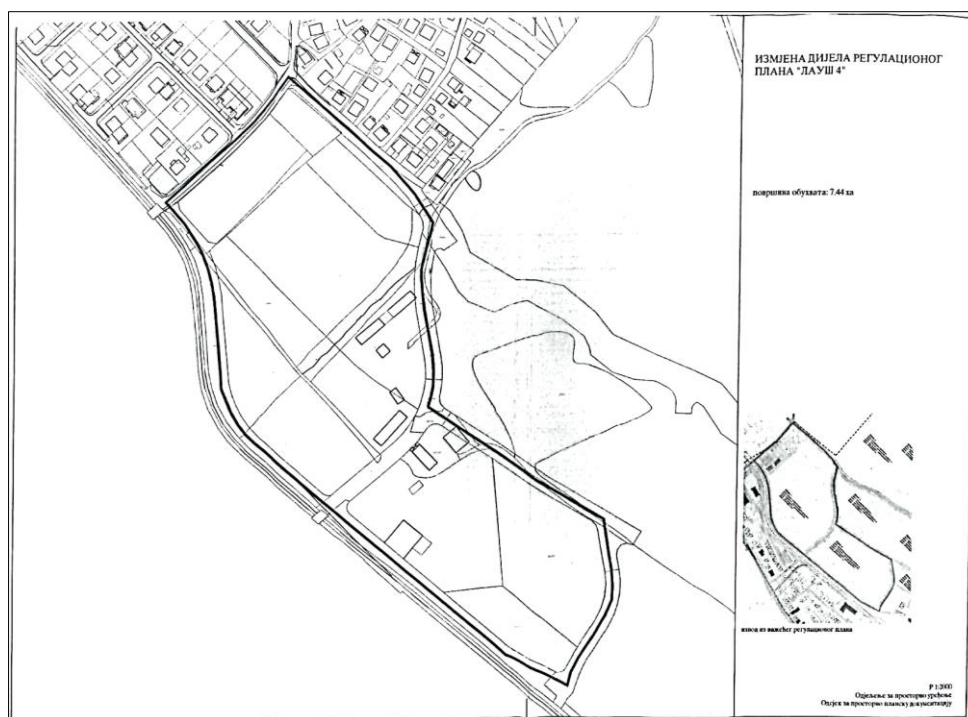 ИЗМЈЕНА ДИЈЕЛА РЕГУЛАЦИОНОГ
ПЛАНА "ЛАУШ 4"
површина обухвата: 7.44 ха
извод из важећег регулационог плана
Р 1:2000
Одјељење за просторно уређење
Одсјек за просторно планску документацију